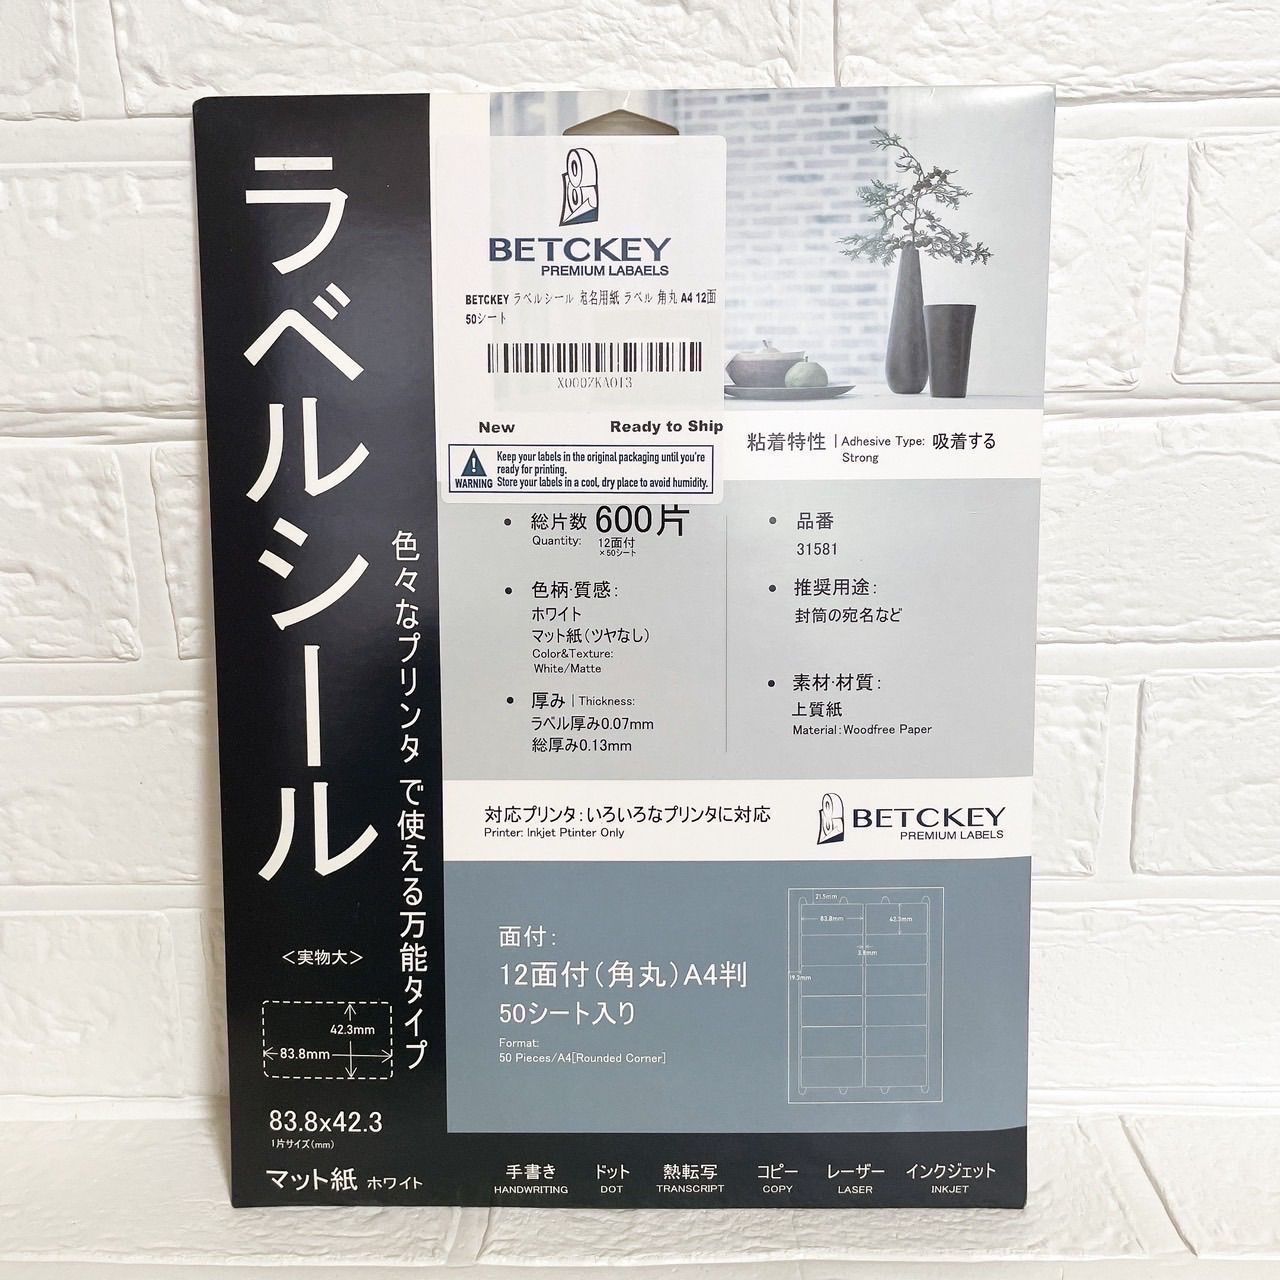 ラベルシール
色々なプリンタ で使える万能タイプ
<実物大>
42.3mm
83.8mm
83.8x42.3
1片サイズ(mm)
マット紙 ホワイト
BETCKEY
PREMIUM LABAELS
BETCKEY ラベルシール 宛名用紙 ラベル 角丸 A4 12面
50シート
X0007KAO13
New Ready to Ship
WARNING
Keep your labels in the original packaging until you're
ready for printing.
Store your labels in a cool, dry place to avoid humidity.
粘着特性 | Adhesive Type: 吸着する
Strong
• 総片数 600片
Quantity: 12面付
×50シート
• 色柄·質感:
ホワイト
マット紙(ツヤなし)
Color&Texture:
White/Matte
• 厚み | Thickness:
ラベル厚み0.07mm
総厚み0.13mm
• 品番
31581
• 推奨用途:
封筒の宛名など
• 素材·材質:
上質紙
Material: Woodfree Paper
対応プリンタ:いろいろなプリンタに対応
Printer: Inkjet Ptinter Only
BETCKEY
PREMIUM LABELS
面付:
12面付(角丸)A4判
50シート入り
Format:
50 Pieces/A4[Rounded Corner]
21.5mm
83.8mm
42.3mm
3.8mm
19.3mm
手書き ドット 熱転写 コピー レーザー インクジェット
HANDWRITING DOT TRANSCRIPT COPY LASER INKJET